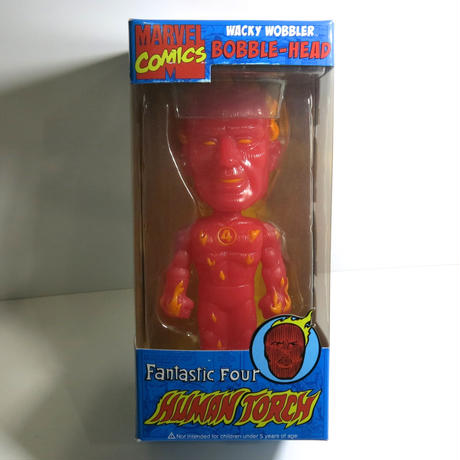 MARVEL
COMICS
WACKY WOBBLER
BOBBLE-HEAD
4
Fantastic Four
HUMAN TORCH
Not intended for children under 5 years of age